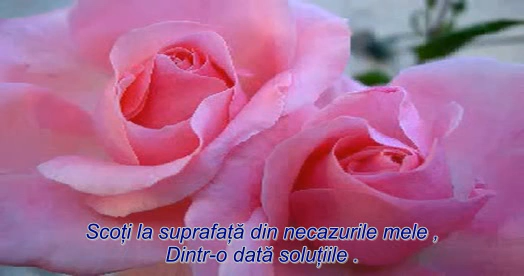 Scoți la suprafață din necazurile mele ,
Dintr-o dată soluțiile .